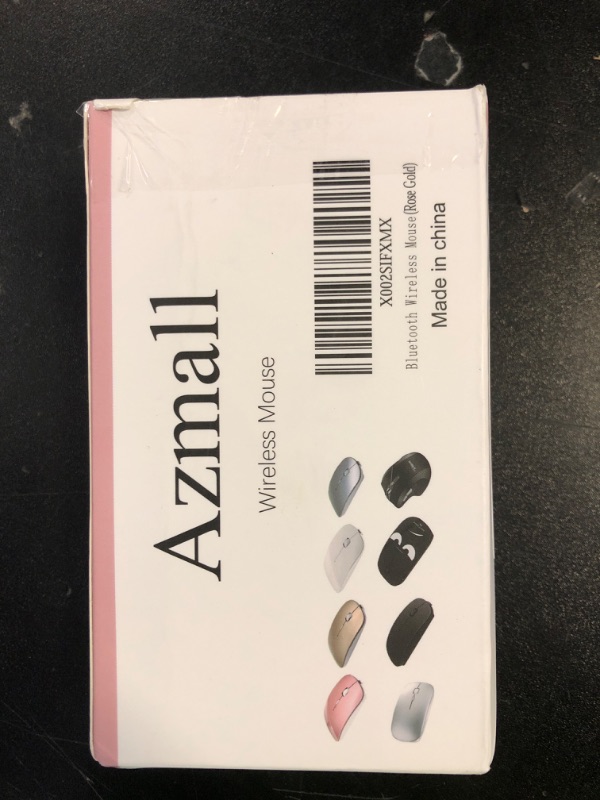 Azmall
Wireless Mouse
X002SIFXMX
Bluetooth Wireless Mouse(Rose Gold)
Made in china